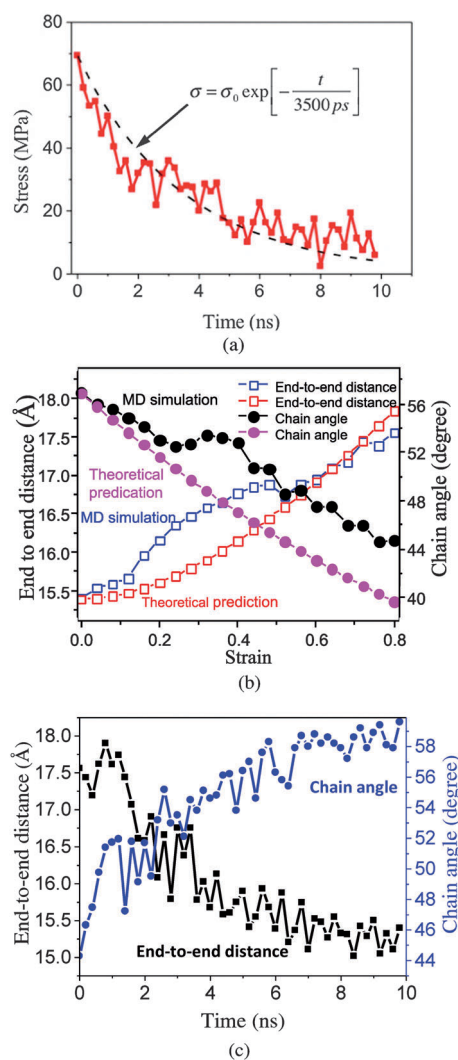 80
60
40
20
0
Stress (MPa)
σ = σ₀ exp[− t / 3500 ps]
0 2 4 6 8 10
Time (ns)
(a)
18.0
17.5
17.0
16.5
16.0
15.5
End to end distance (Å)
MD simulation
End-to-end distance
End-to-end distance
Chain angle
Chain angle
Theoretical
predication
MD simulation
Theoretical prediction
56
52
48
44
40
Chain angle (degree)
0.0 0.2 0.4 0.6 0.8
Strain
(b)
18.0
17.5
17.0
16.5
16.0
15.5
15.0
End-to-end distance (Å)
Chain angle
End-to-end distance
58
56
54
52
50
48
46
44
Chain angle (degree)
0 2 4 6 8 10
Time (ns)
(c)